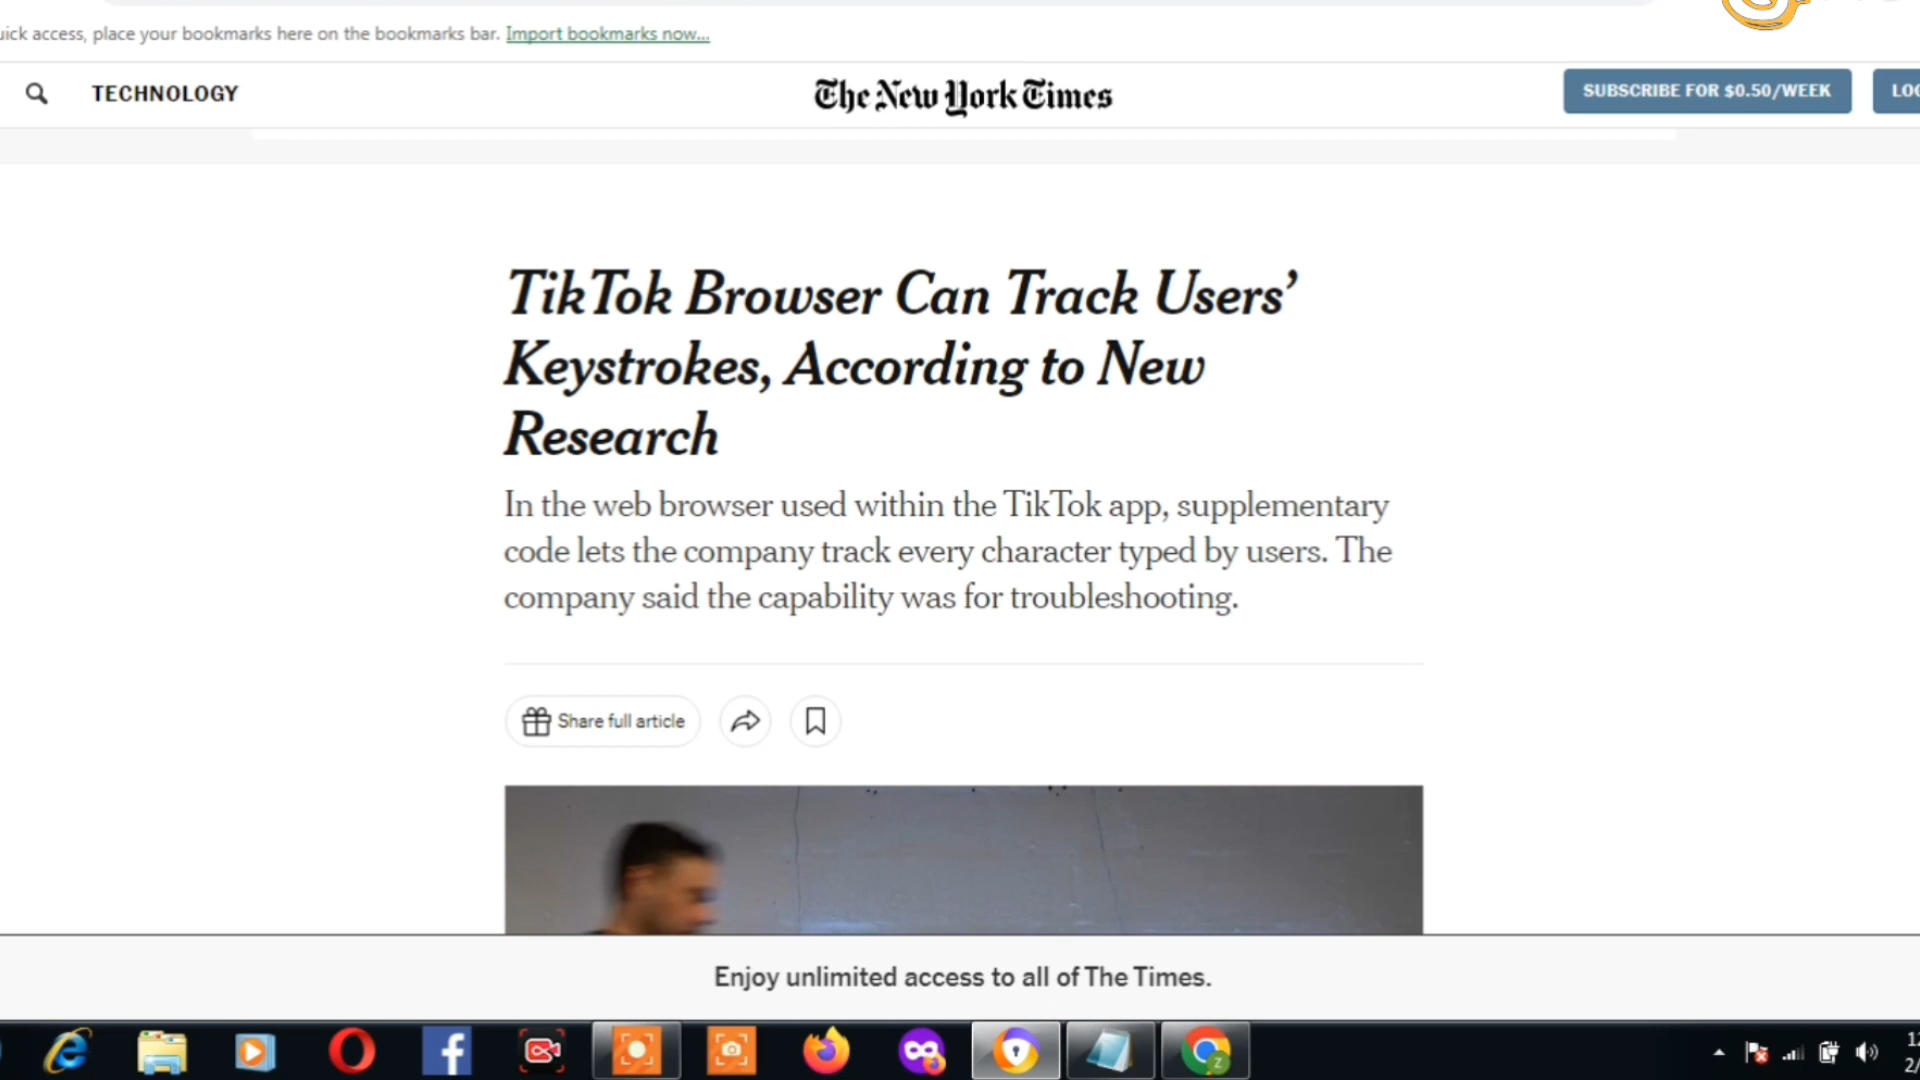 place your bookmarks here on the bookmarks bar. Import bookmarks now...
TECHNOLOGY
The New York Times
SUBSCRIBE FOR $0.50/WEEK
TikTok Browser Can Track Users’
Keystrokes, According to New
Research
In the web browser used within the TikTok app, supplementary
code lets the company track every character typed by users. The
company said the capability was for troubleshooting.
Share full article
Enjoy unlimited access to all of The Times.